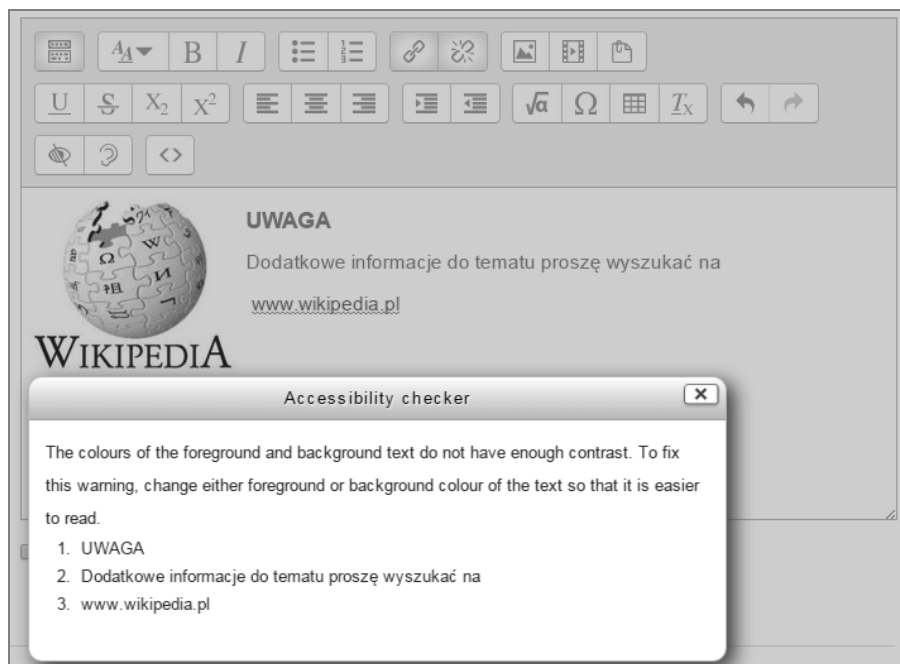 B I
U S X₂ X²
√α Ω Tx
UWAGA
Dodatkowe informacje do tematu proszę wyszukać na
www.wikipedia.pl
WIKIPEDIA
Accessibility checker
The colours of the foreground and background text do not have enough contrast. To fix
this warning, change either foreground or background colour of the text so that it is easier
to read.
1. UWAGA
2. Dodatkowe informacje do tematu proszę wyszukać na
3. www.wikipedia.pl